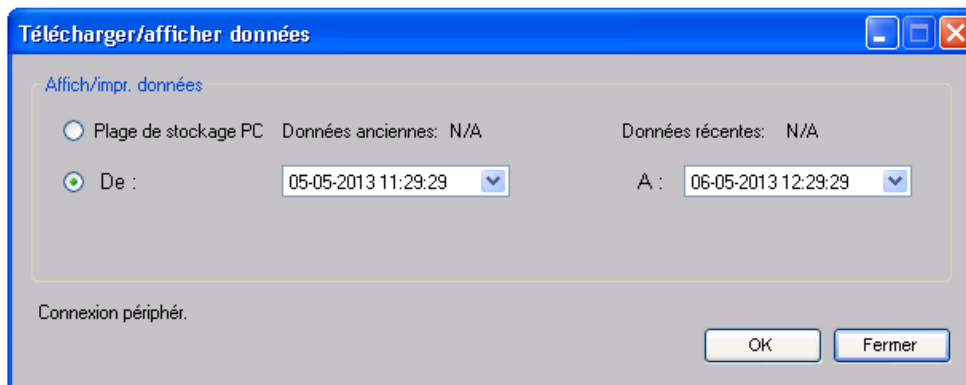 Télécharger/afficher données
Affich/impr. données
Plage de stockage PC Données anciennes: N/A Données récentes: N/A
De : 05-05-2013 11:29:29 A : 06-05-2013 12:29:29
Connexion périphér.
OK Fermer